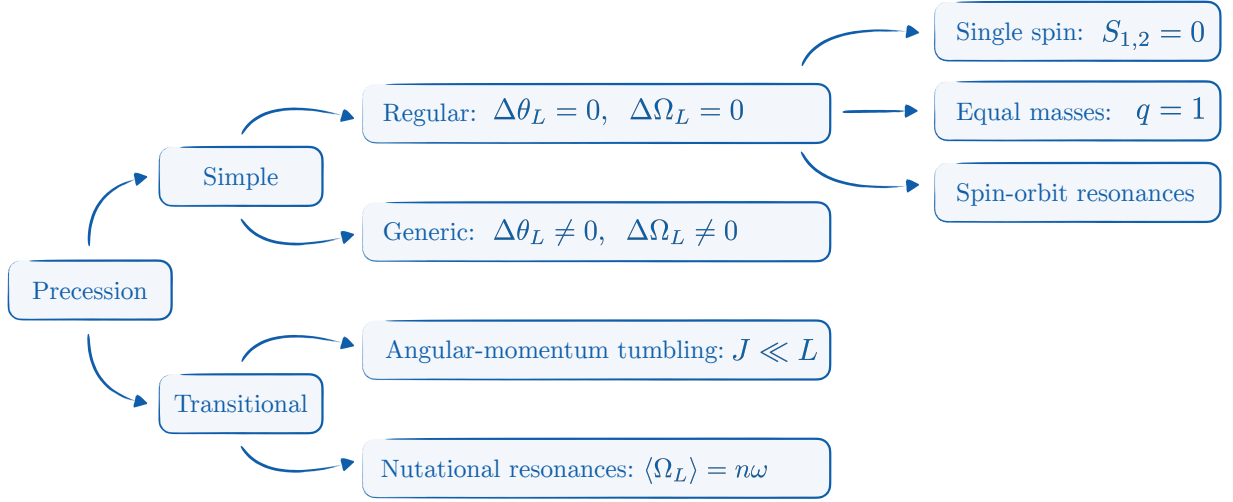 Precession
Simple
Regular: Δθ_L = 0, ΔΩ_L = 0
Single spin: S_{1,2} = 0
Equal masses: q = 1
Spin-orbit resonances
Generic: Δθ_L ≠ 0, ΔΩ_L ≠ 0
Transitional
Angular-momentum tumbling: J ≪ L
Nutational resonances: ⟨Ω_L⟩ = nω